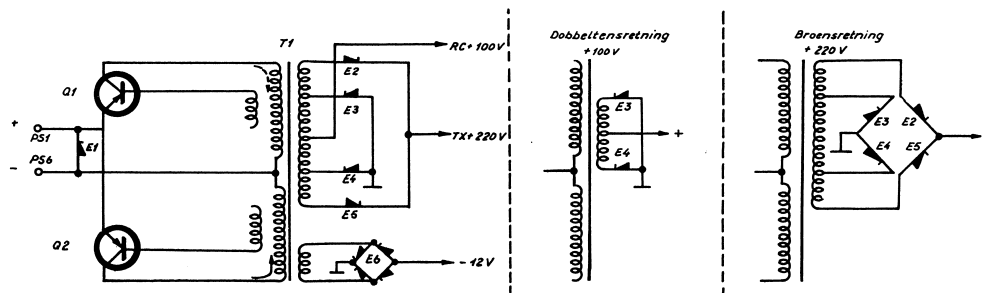 T1
RC+100V
E2
E3
Q1
+
PS1
E1
TX+220V
PS6
-
E4
E6
Q2
E6
-12V
Dobbeltensretning
+100V
E3
+
E4
Broensretning
+ 220 V
E3
E2
E4
E5